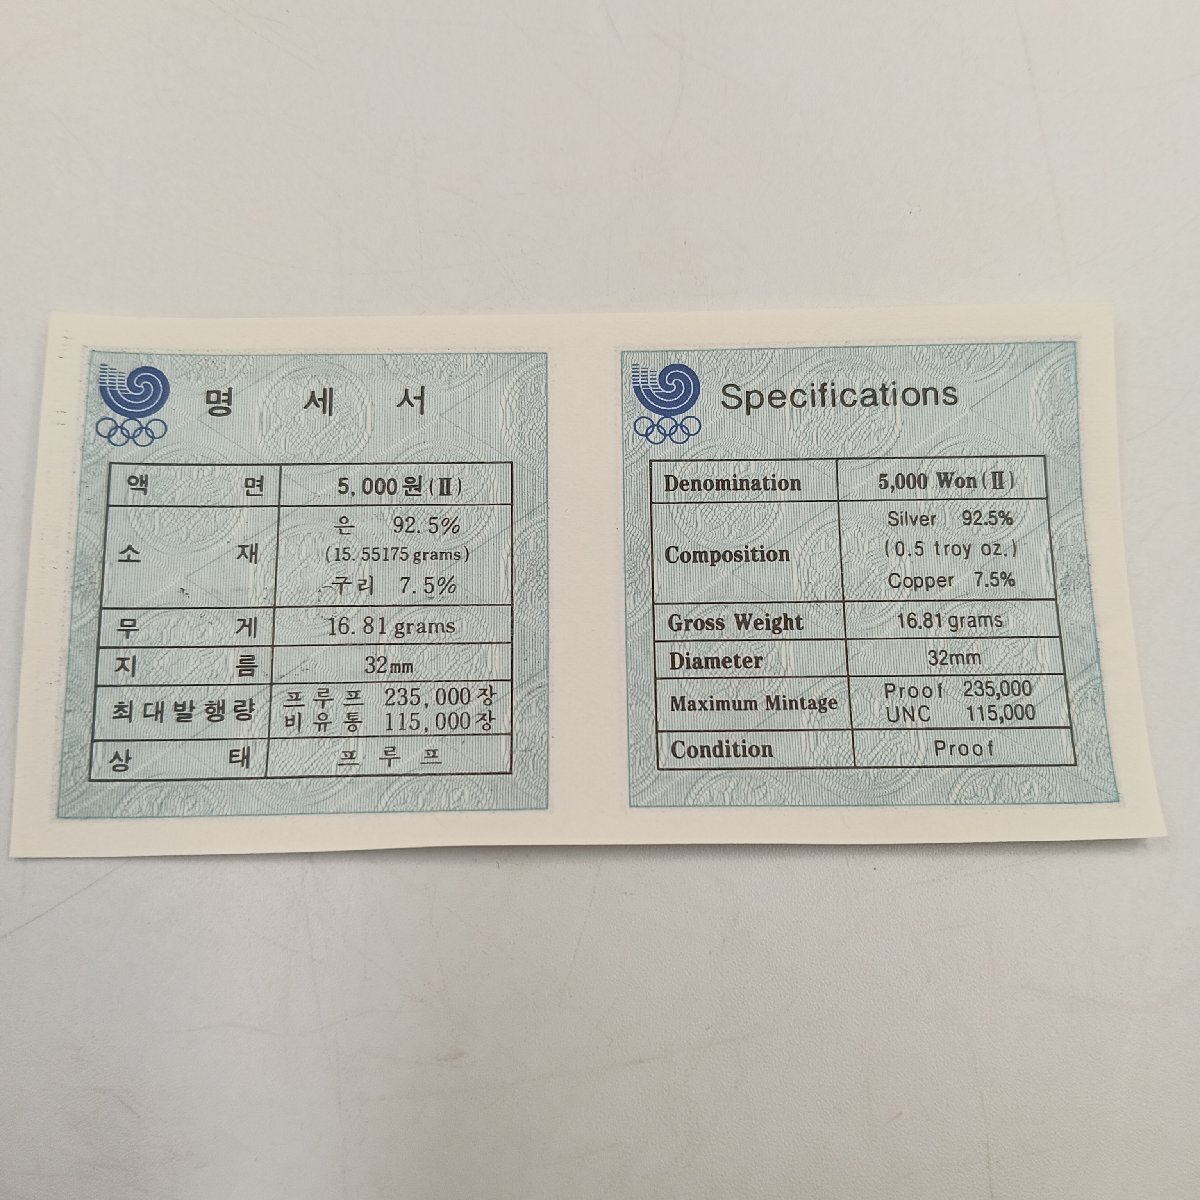 명 세 서
액 면 5,000원(Ⅱ)
소 재 은 92.5%
(15.55175 grams)
구리 7.5%
무 게 16.81 grams
지 름 32mm
최대발행량 프루프 235,000장
비유통 115,000장
상 태 프 루 프
Specifications
Denomination 5,000 Won(Ⅱ)
Composition Silver 92.5%
(0.5 troy oz.)
Copper 7.5%
Gross Weight 16.81 grams
Diameter 32mm
Maximum Mintage Proof 235,000
UNC 115,000
Condition Proof